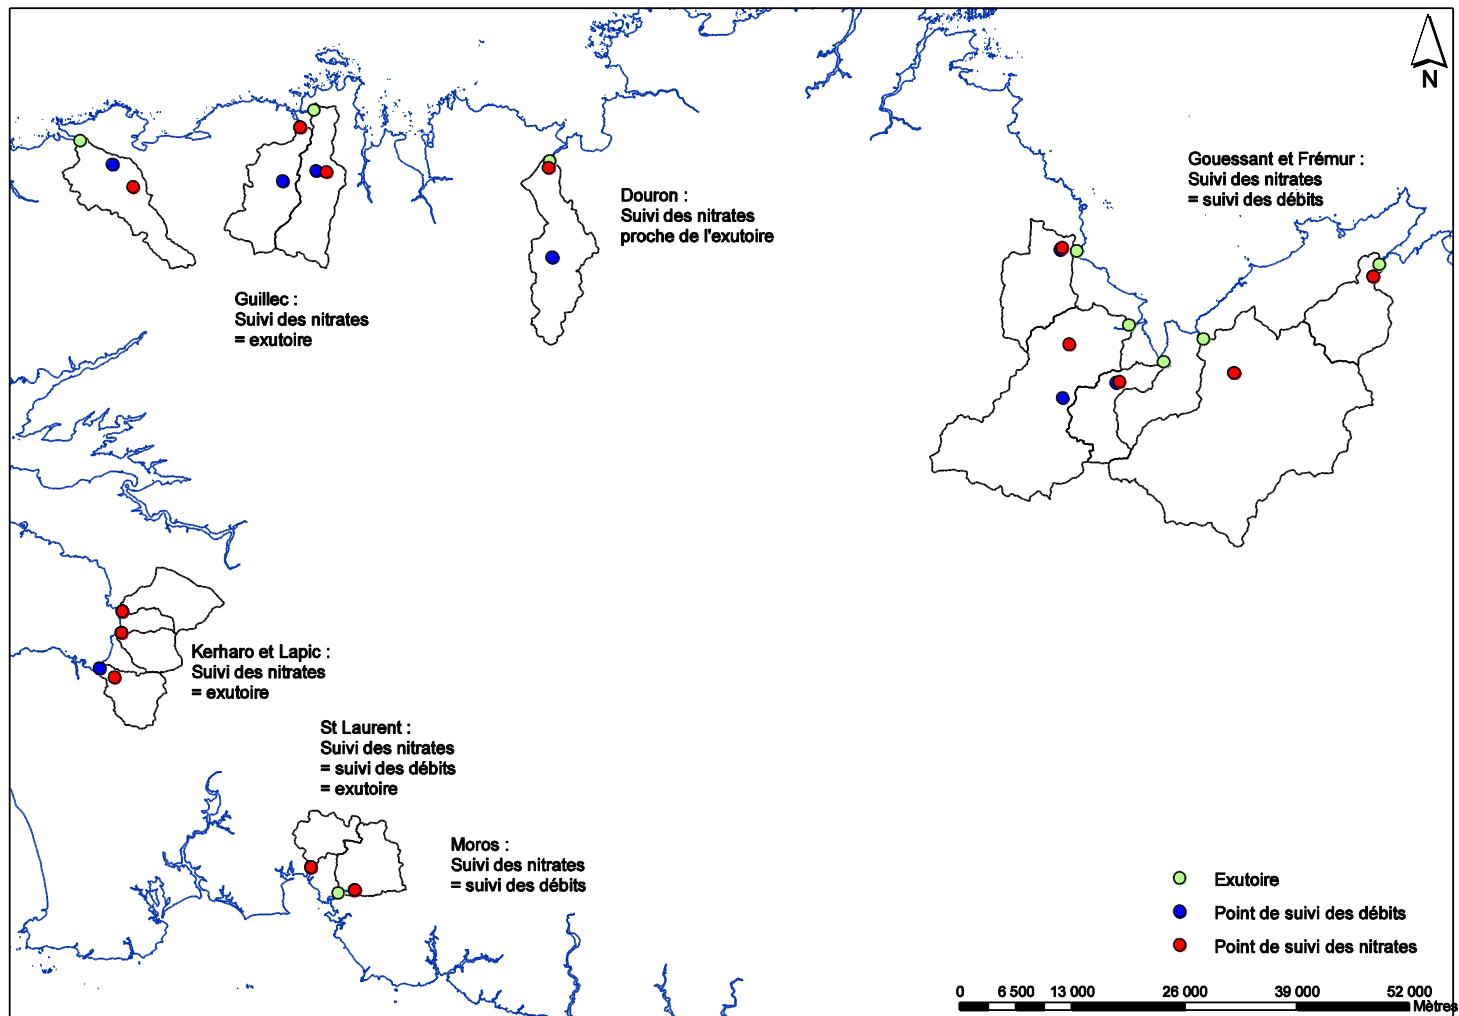 N
Gouessant et Frémur :
Suivi des nitrates
= suivi des débits
Douron :
Suivi des nitrates
proche de l'exutoire
Guillec :
Suivi des nitrates
= exutoire
Kerharo et Lapic :
Suivi des nitrates
= exutoire
St Laurent :
Suivi des nitrates
= suivi des débits
= exutoire
Moros :
Suivi des nitrates
= suivi des débits
Exutoire
Point de suivi des débits
Point de suivi des nitrates
0 6 500 13 000 26 000 39 000 52 000
Mètres